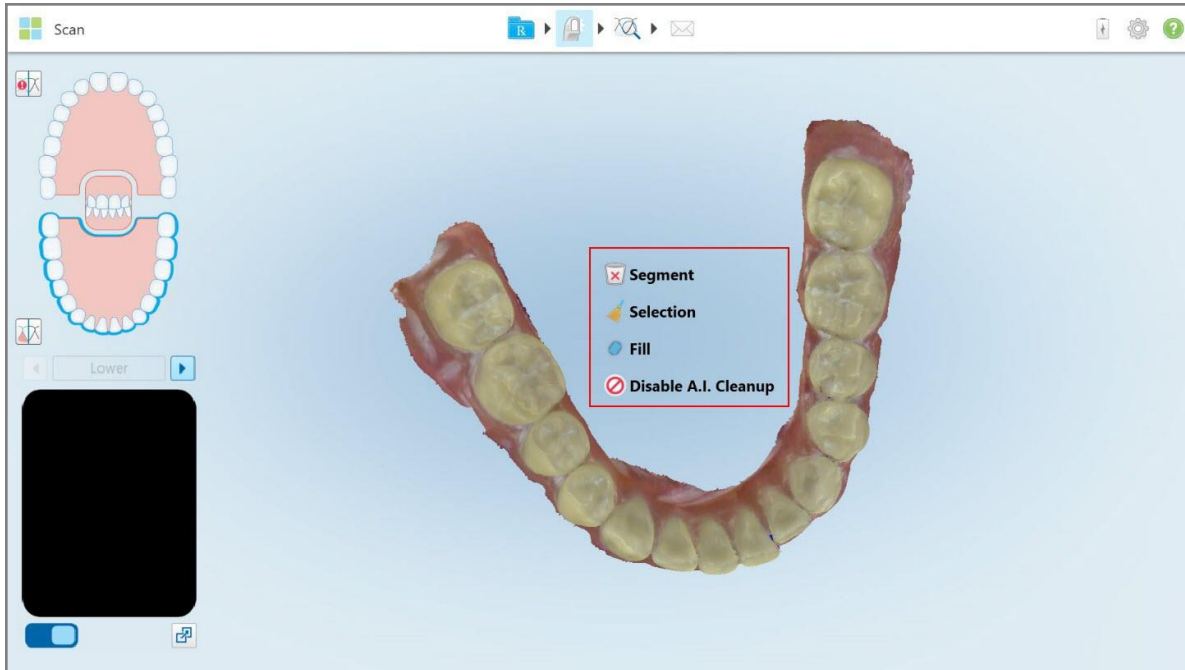 Scan
R
Lower
Segment
Selection
Fill
Disable A.I. Cleanup